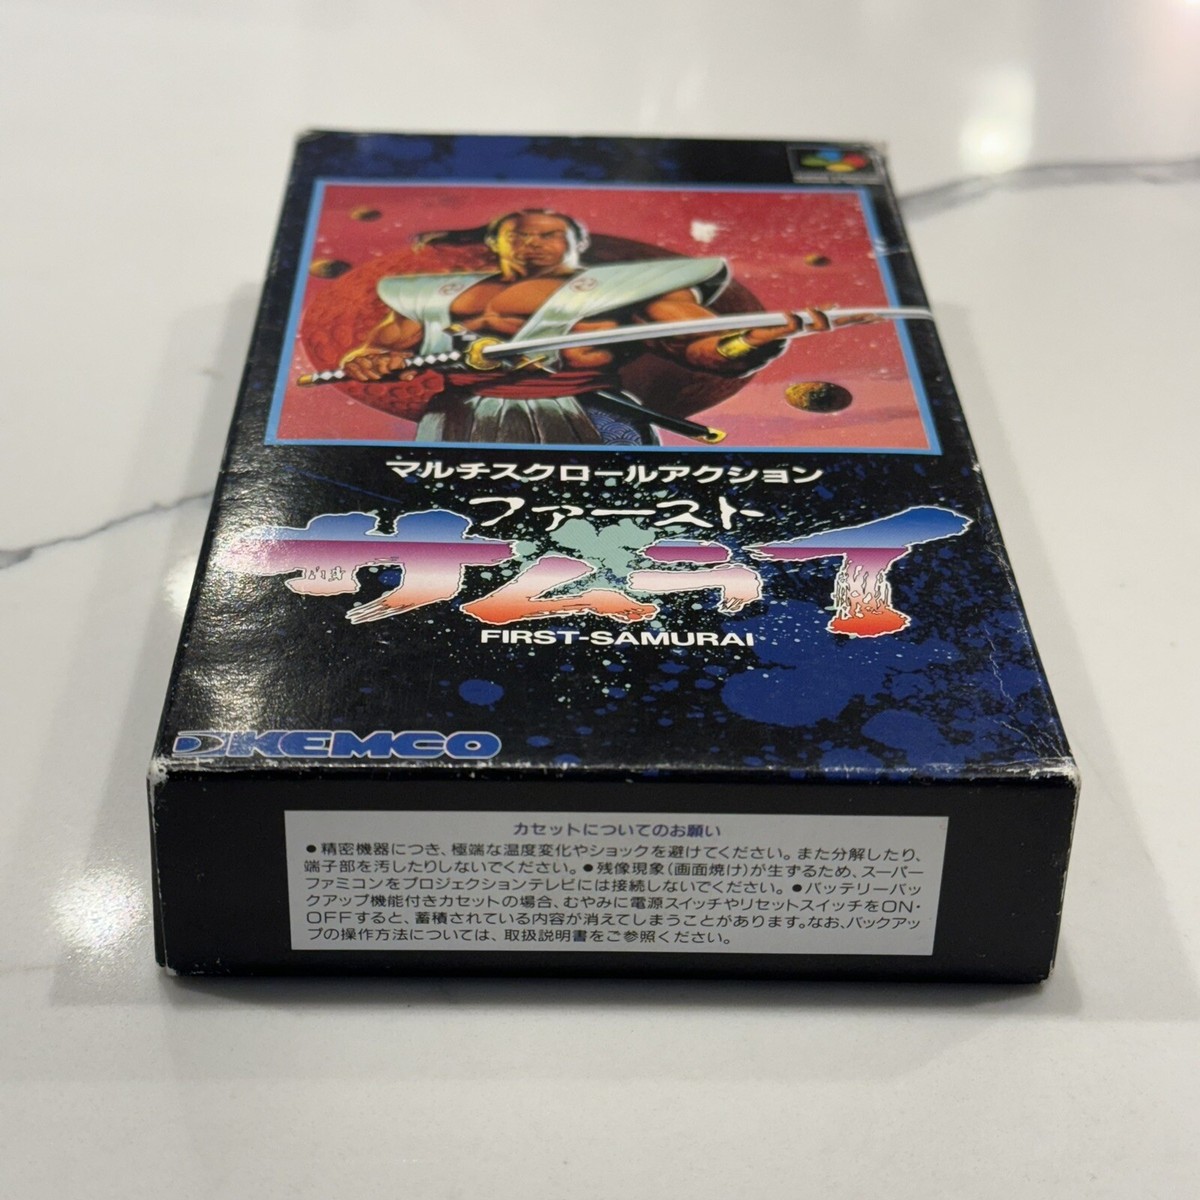 マルチスクロールアクション
ファースト
サムライ
FIRST-SAMURAI
KEMCO
カセットについてのお願い
●精密機器につき、極端な温度変化やショックを避けてください。また分解したり、
端子部を汚したりしないでください。●残像現象(画面焼け)が生ずるため、スーパー
ファミコンをプロジェクションテレビには接続しないでください。●バッテリーバッ
クアップ機能付きカセットの場合、むやみに電源スイッチやリセットスイッチをON・
OFFすると、蓄積されている内容が消えてしまうことがあります。なお、バックアッ
プの操作方法については、取扱説明書をご参照ください。